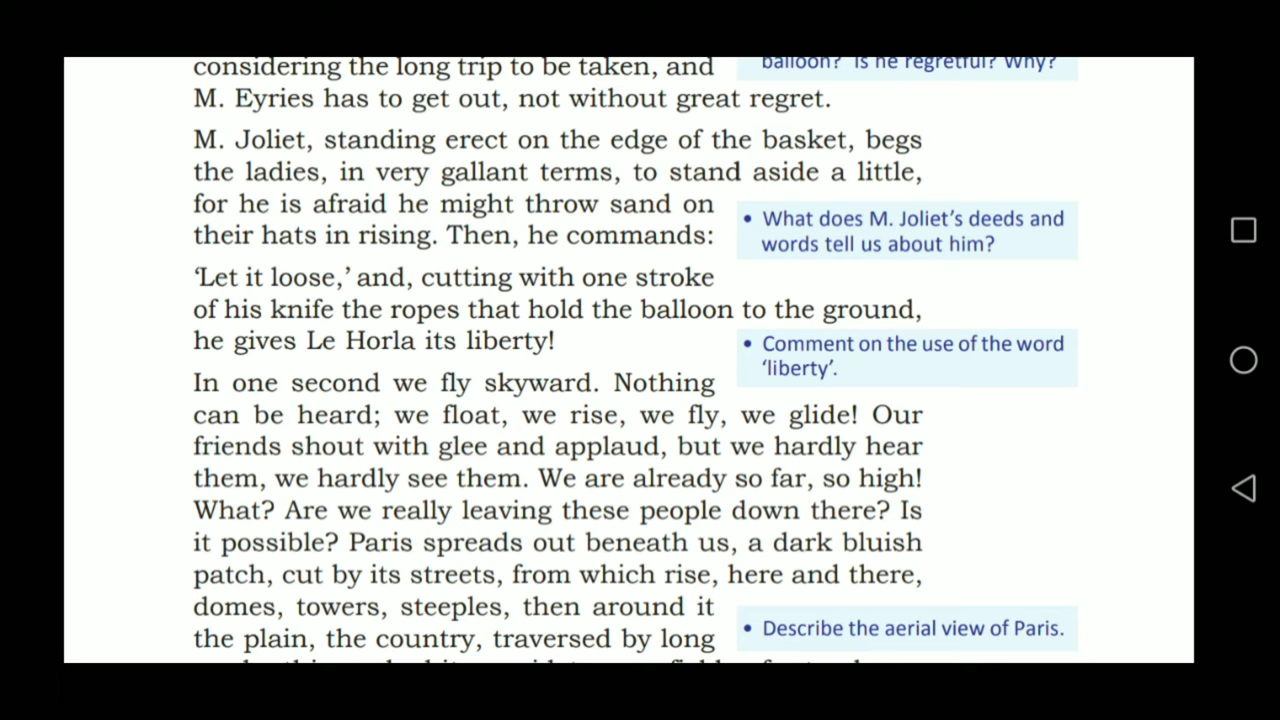 considering the long trip to be taken, and
M. Eyries has to get out, not without great regret.
balloon? Is he regretful? Why?
M. Joliet, standing erect on the edge of the basket, begs
the ladies, in very gallant terms, to stand aside a little,
for he is afraid he might throw sand on
their hats in rising. Then, he commands:
• What does M. Joliet's deeds and
words tell us about him?
‘Let it loose,’ and, cutting with one stroke
of his knife the ropes that hold the balloon to the ground,
he gives Le Horla its liberty!
• Comment on the use of the word
‘liberty’.
In one second we fly skyward. Nothing
can be heard; we float, we rise, we fly, we glide! Our
friends shout with glee and applaud, but we hardly hear
them, we hardly see them. We are already so far, so high!
What? Are we really leaving these people down there? Is
it possible? Paris spreads out beneath us, a dark bluish
patch, cut by its streets, from which rise, here and there,
domes, towers, steeples, then around it
the plain, the country, traversed by long
• Describe the aerial view of Paris.